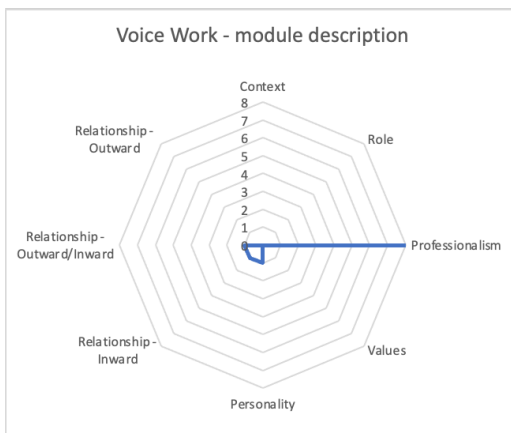 Voice Work - module description
Context
8
7
6
5
4
3
2
1
0
Role
Professionalism
Values
Personality
Relationship -
Inward
Relationship -
Outward/Inward
Relationship -
Outward